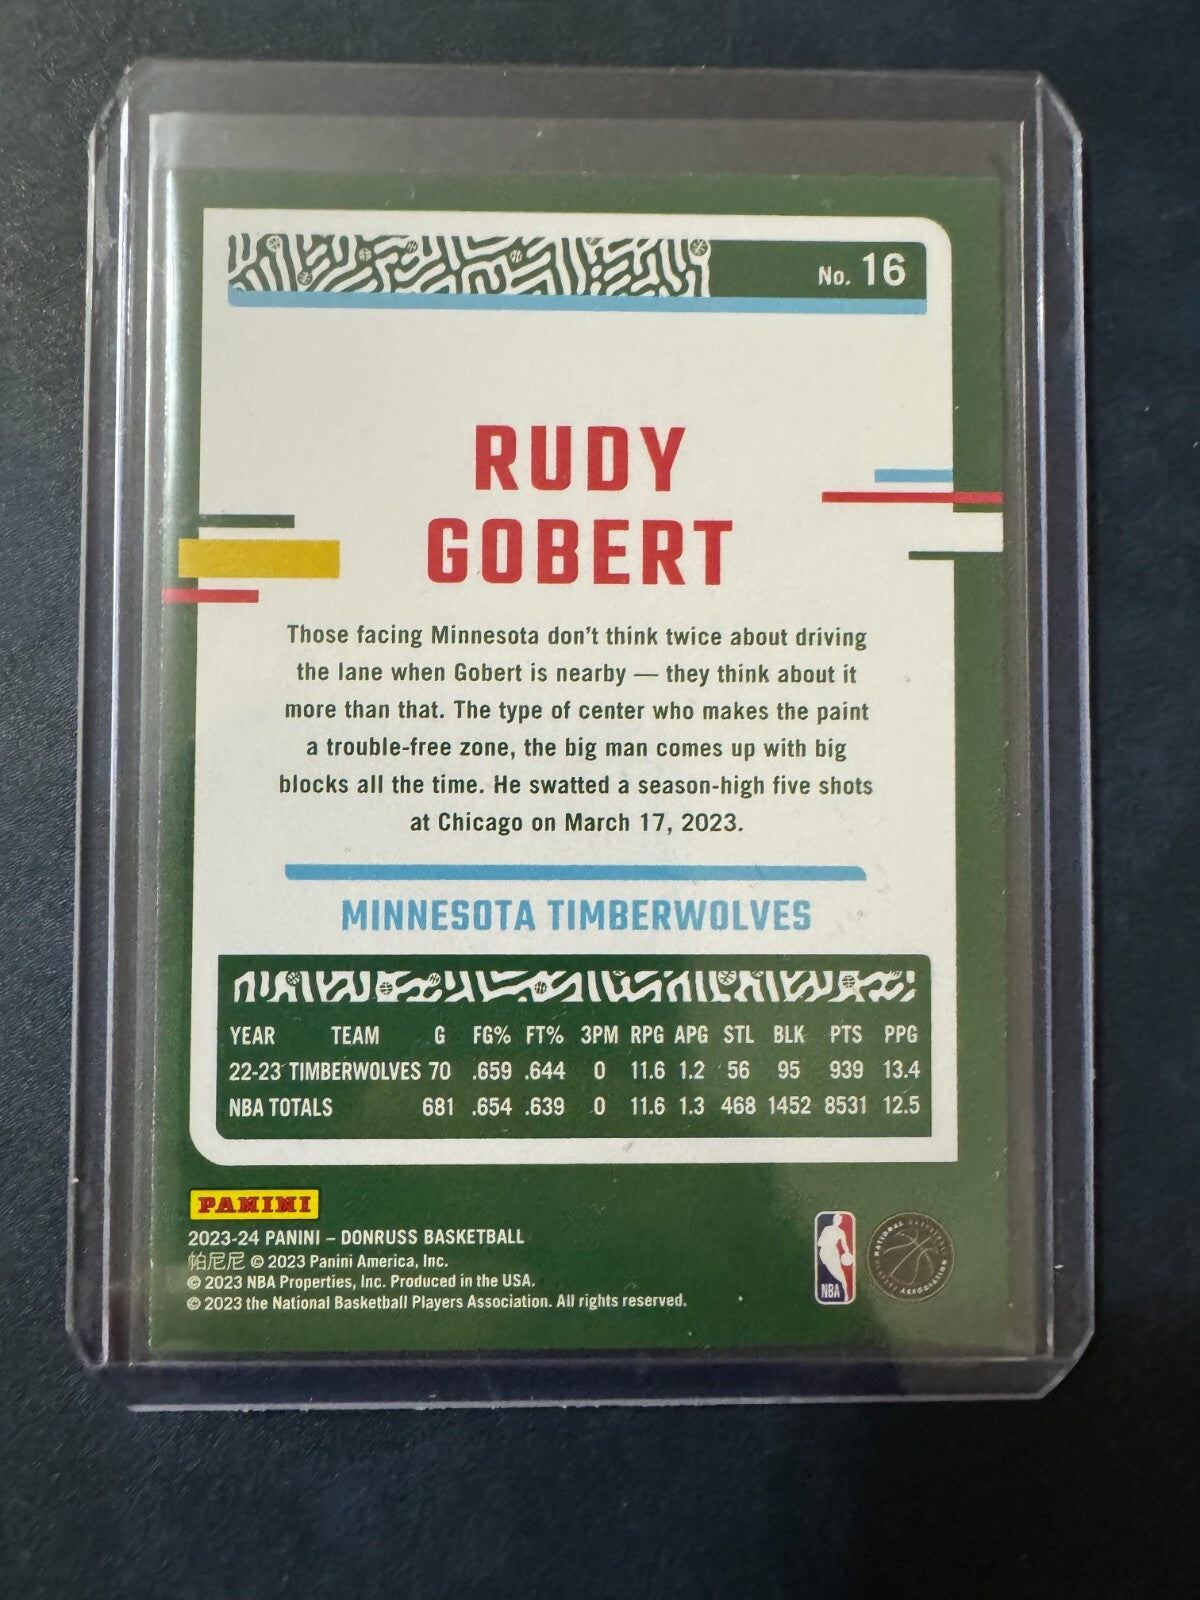 No. 16
RUDY
GOBERT
Those facing Minnesota don't think twice about driving
the lane when Gobert is nearby — they think about it
more than that. The type of center who makes the paint
a trouble-free zone, the big man comes up with big
blocks all the time. He swatted a season-high five shots
at Chicago on March 17, 2023.
MINNESOTA TIMBERWOLVES
YEAR TEAM G FG% FT% 3PM RPG APG STL BLK PTS PPG
22-23 TIMBERWOLVES 70 .659 .644 0 11.6 1.2 56 95 939 13.4
NBA TOTALS 681 .654 .639 0 11.6 1.3 468 1452 8531 12.5
PANINI
2023-24 PANINI – DONRUSS BASKETBALL
帕尼尼 © 2023 Panini America, Inc.
© 2023 NBA Properties, Inc. Produced in the USA.
© 2023 the National Basketball Players Association. All rights reserved.
NBA
NATIONAL BASKETBALL PLAYERS ASSOCIATION